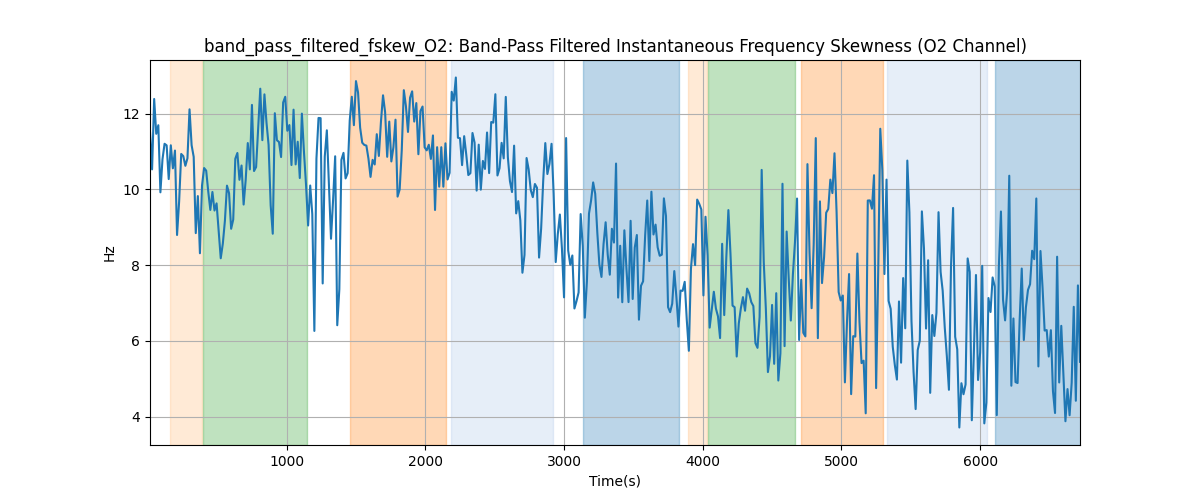 band_pass_filtered_fskew_O2: Band-Pass Filtered Instantaneous Frequency Skewness (O2 Channel)
12
10
8
6
4
Hz
1000 2000 3000 4000 5000 6000
Time(s)